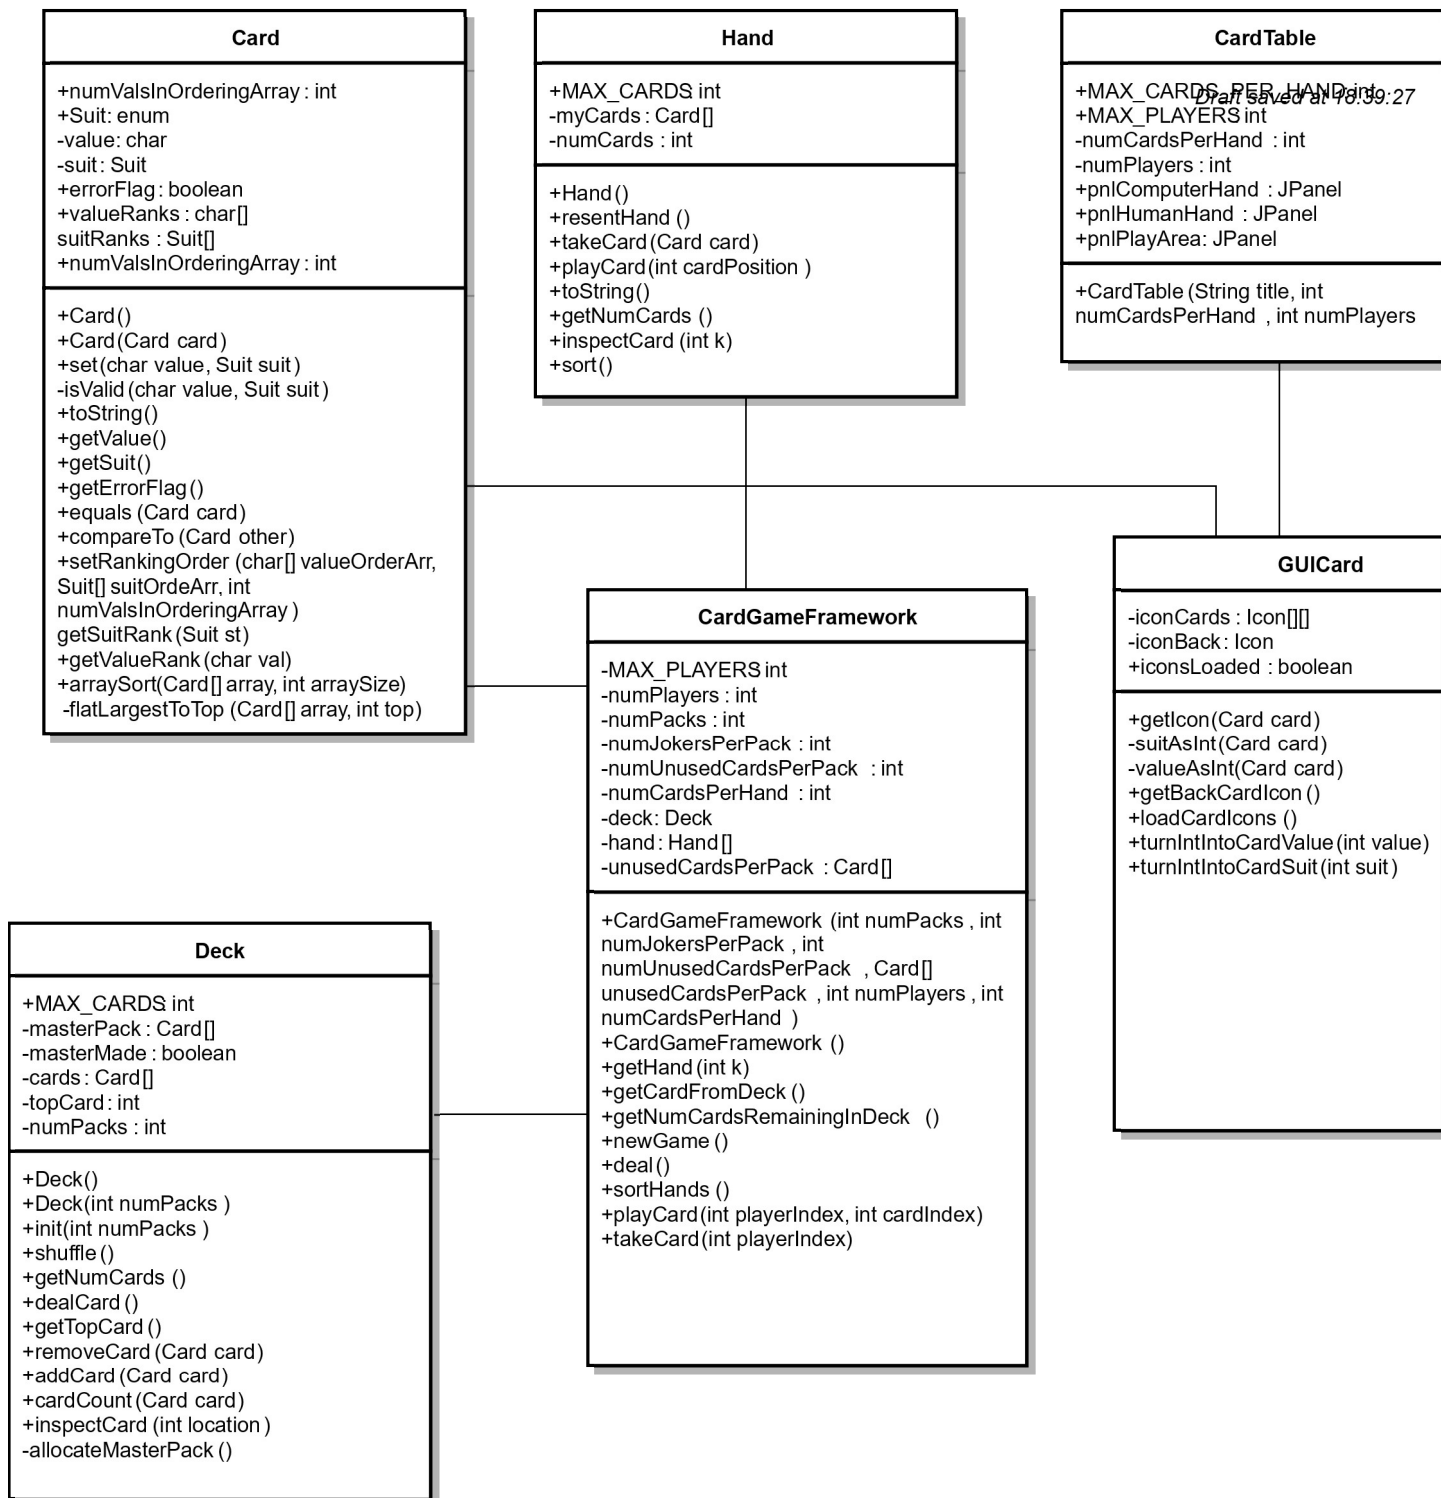 Card
+numValsInOrderingArray : int
+Suit: enum
-value: char
-suit: Suit
+errorFlag: boolean
+valueRanks : char[]
suitRanks : Suit[]
+numValsInOrderingArray : int
+Card()
+Card(Card card)
+set(char value, Suit suit)
-isValid(char value, Suit suit)
+toString()
+getValue()
+getSuit()
+getErrorFlag()
+equals (Card card)
+compareTo (Card other)
+setRankingOrder (char[] valueOrderArr,
Suit[] suitOrdeArr, int
numValsInOrderingArray )
getSuitRank(Suit st)
+getValueRank(char val)
+arraySort(Card[] array, int arraySize)
-flatLargestToTop (Card[] array, int top)
Hand
+MAX_CARDS: int
-myCards : Card[]
-numCards : int
+Hand()
+resentHand ()
+takeCard(Card card)
+playCard(int cardPosition )
+toString()
+getNumCards ()
+inspectCard (int k)
+sort()
CardTable
+MAX_CARDS_PER_HAND: int
Draft saved at 18:39:27
+MAX_PLAYERS: int
-numCardsPerHand : int
-numPlayers : int
+pnlComputerHand : JPanel
+pnlHumanHand : JPanel
+pnlPlayArea: JPanel
+CardTable(String title, int
numCardsPerHand , int numPlayers
GUICard
-iconCards : Icon[][]
-iconBack: Icon
+iconsLoaded : boolean
+getIcon(Card card)
-suitAsInt(Card card)
-valueAsInt(Card card)
+getBackCardIcon()
+loadCardIcons ()
+turnIntIntoCardValue(int value)
+turnIntIntoCardSuit(int suit)
CardGameFramework
-MAX_PLAYERS: int
-numPlayers : int
-numPacks : int
-numJokersPerPack : int
-numUnusedCardsPerPack : int
-numCardsPerHand : int
-deck: Deck
-hand: Hand[]
-unusedCardsPerPack : Card[]
+CardGameFramework (int numPacks , int
numJokersPerPack , int
numUnusedCardsPerPack , Card[]
unusedCardsPerPack , int numPlayers , int
numCardsPerHand )
+CardGameFramework ()
+getHand(int k)
+getCardFromDeck()
+getNumCardsRemainingInDeck ()
+newGame ()
+deal()
+sortHands ()
+playCard(int playerIndex, int cardIndex)
+takeCard(int playerIndex)
Deck
+MAX_CARDS: int
-masterPack : Card[]
-masterMade : boolean
-cards: Card[]
-topCard: int
-numPacks : int
+Deck()
+Deck(int numPacks )
+init(int numPacks )
+shuffle()
+getNumCards ()
+dealCard()
+getTopCard()
+removeCard (Card card)
+addCard (Card card)
+cardCount(Card card)
+inspectCard (int location )
-allocateMasterPack()